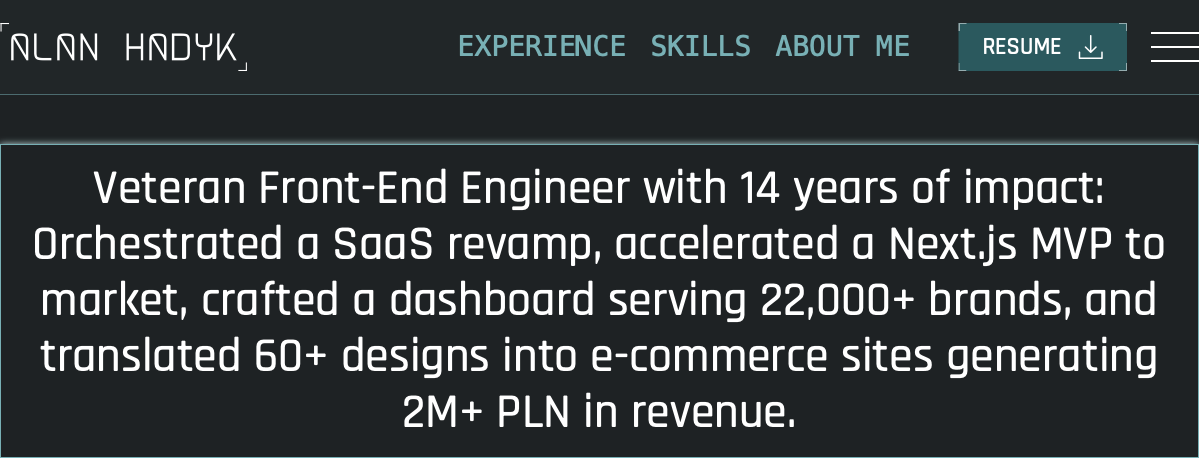 ALAN HADYK
EXPERIENCE SKILLS ABOUT ME
RESUME
Veteran Front-End Engineer with 14 years of impact:
Orchestrated a SaaS revamp, accelerated a Next.js MVP to
market, crafted a dashboard serving 22,000+ brands, and
translated 60+ designs into e-commerce sites generating
2M+ PLN in revenue.